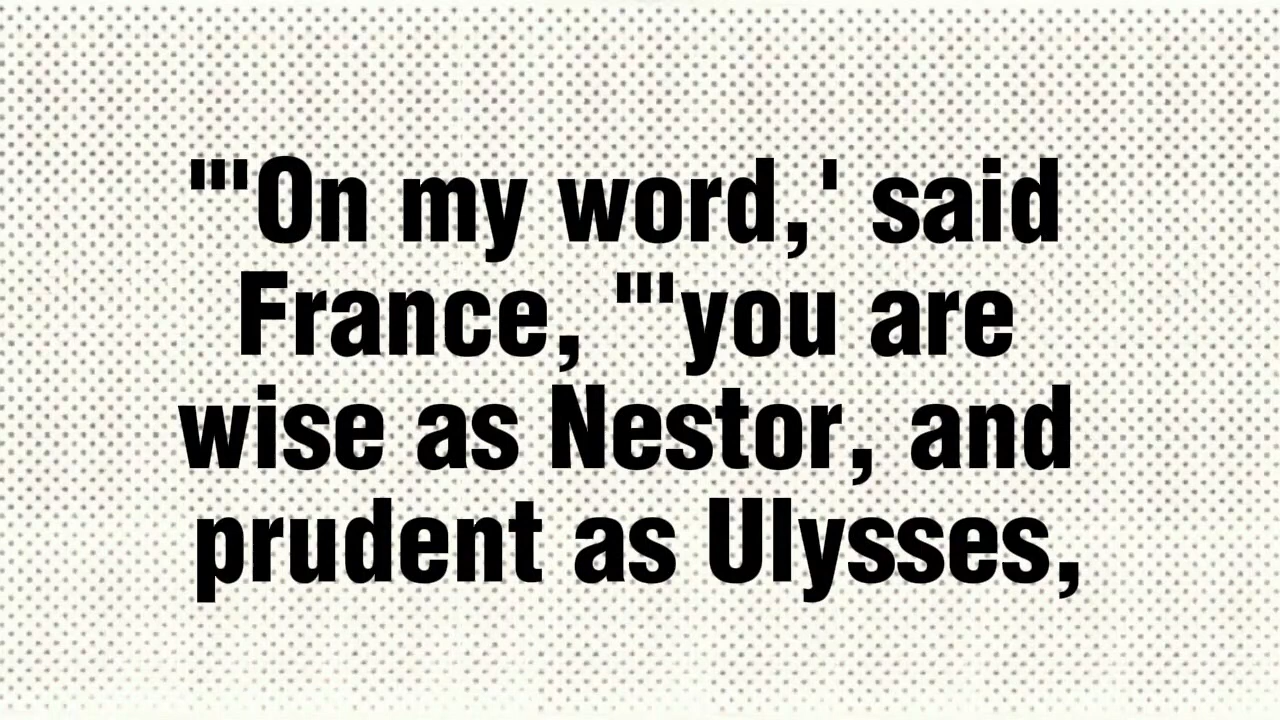 "'On my word,' said
France, "'you are
wise as Nestor, and
prudent as Ulysses,